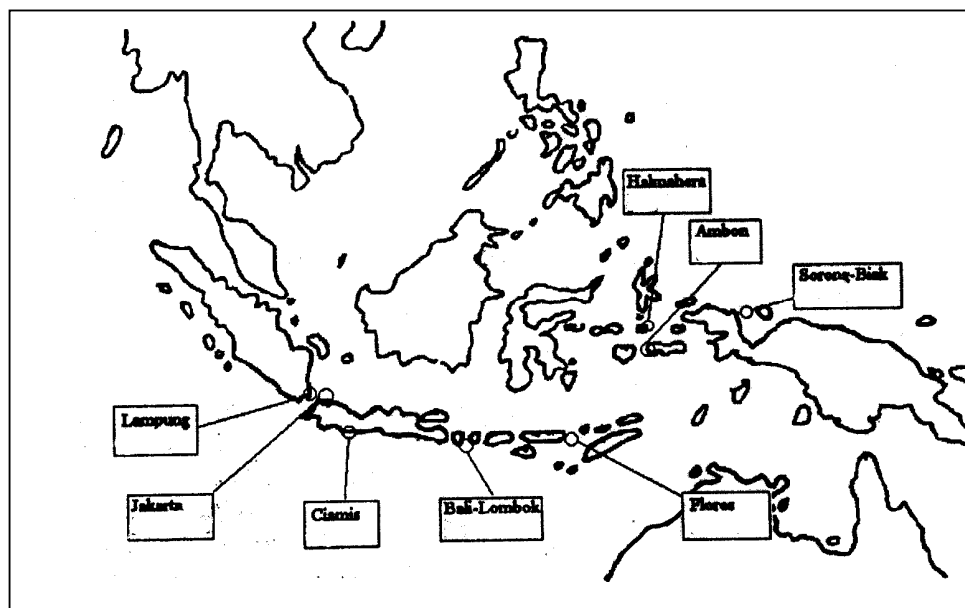 Halmahera
Ambon
Sorong-Biak
Lampung
Jakarta
Ciamis
Bali-Lombok
Flores